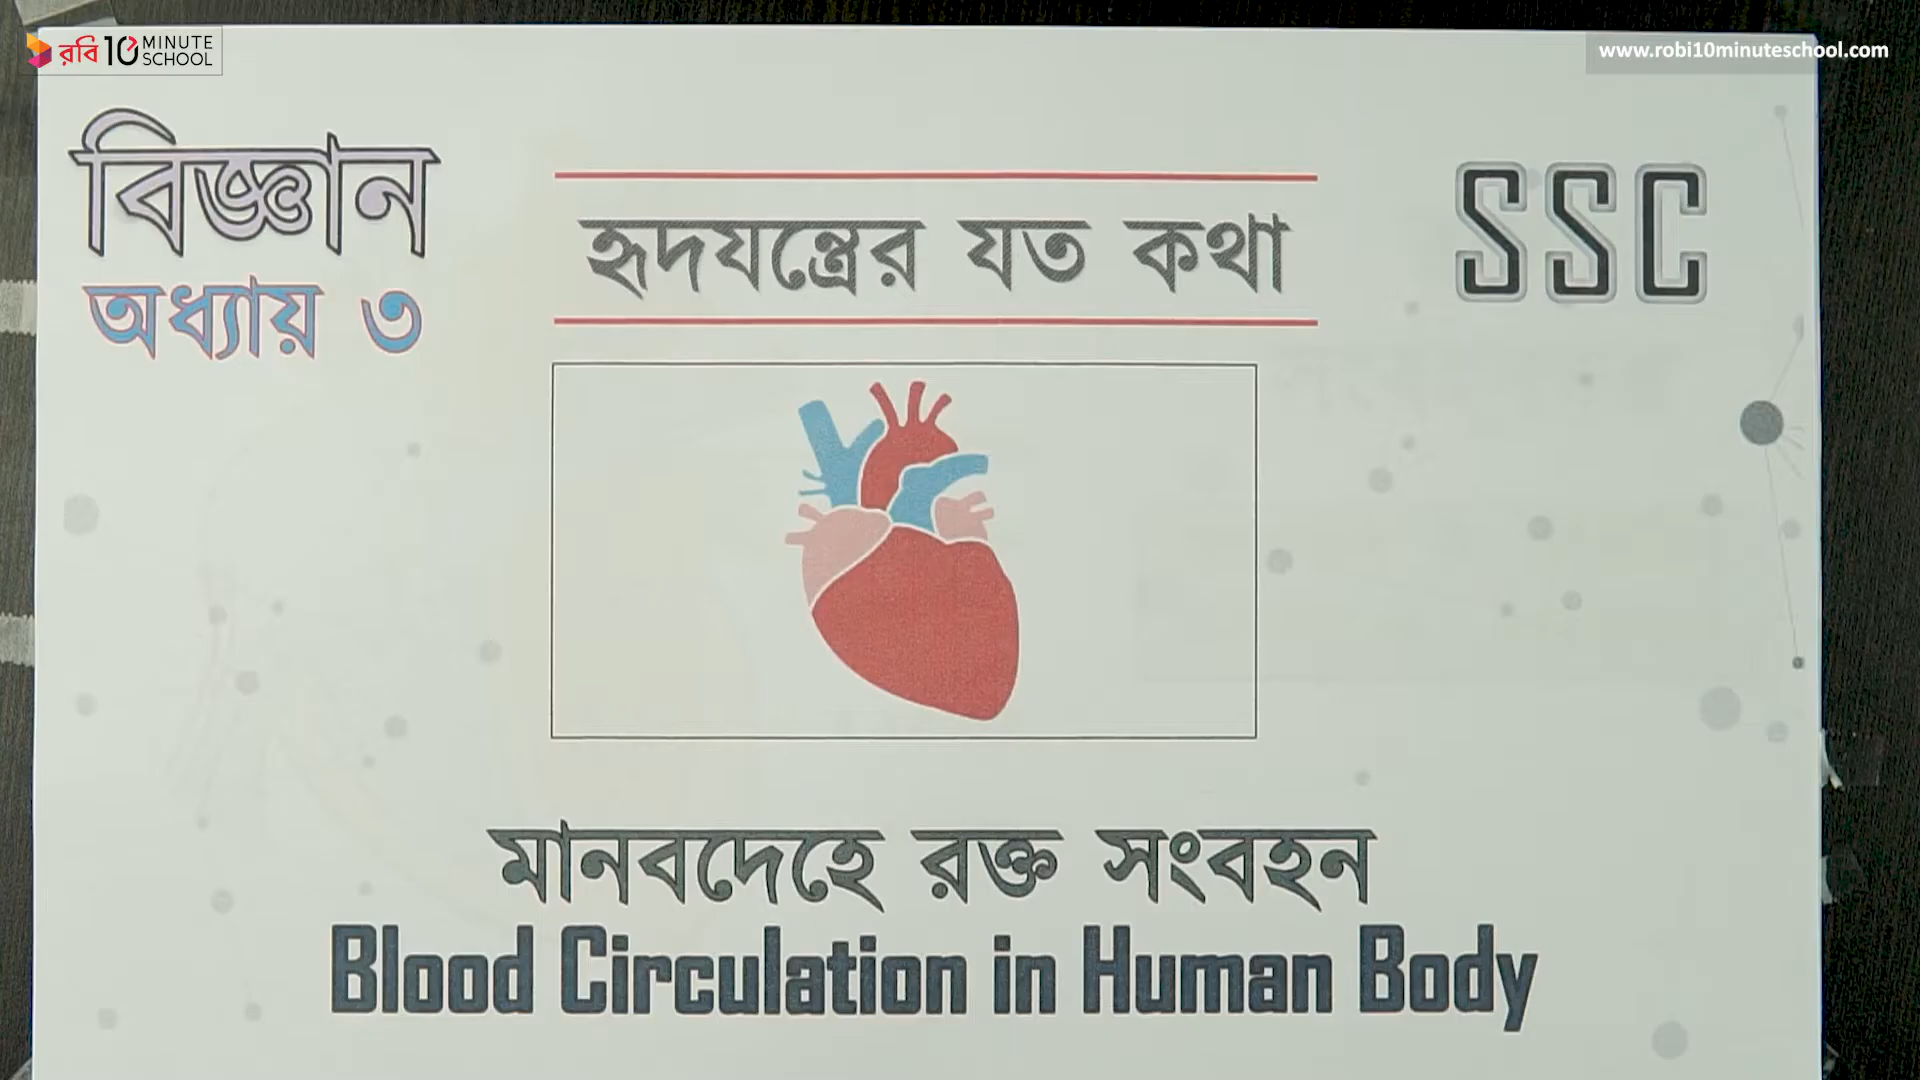 রবি 10 MINUTE SCHOOL
www.robi10minuteschool.com
বিজ্ঞান
অধ্যায় ৩
হৃদযন্ত্রের যত কথা
SSC
মানবদেহে রক্ত সংবহন
Blood Circulation in Human Body